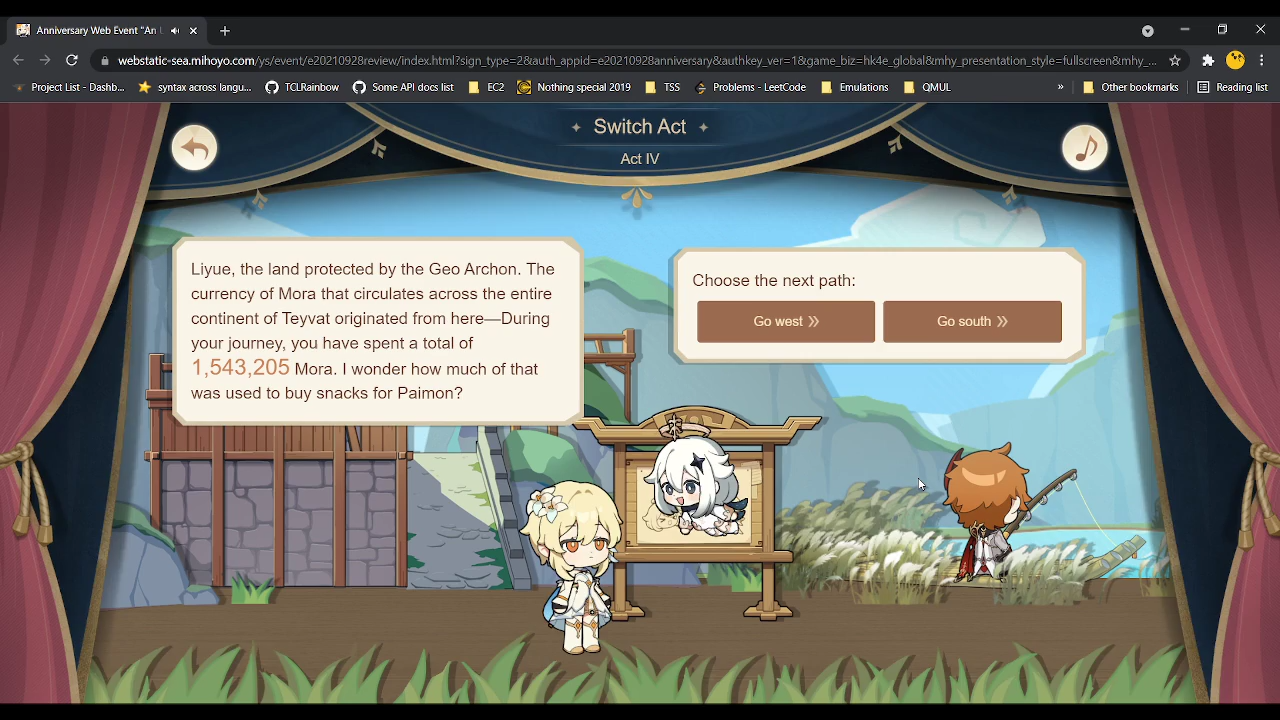 Anniversary Web Event "An U
webstatic-sea.mihoyo.com/ys/event/e20210928review/index.html?sign_type=2&auth_appid=e20210928anniversary&authkey_ver=1&game_biz=hk4e_global&mhy_presentation_style=fullscreen&mhy_...
Project List - Dashb... syntax across langu... TCLRainbow Some API docs list EC2 Nothing special 2019 TSS Problems - LeetCode Emulations QMUL » Other bookmarks Reading list
Switch Act
Act IV
Liyue, the land protected by the Geo Archon. The
currency of Mora that circulates across the entire
continent of Teyvat originated from here—During
your journey, you have spent a total of
1,543,205 Mora. I wonder how much of that
was used to buy snacks for Paimon?
Choose the next path:
Go west »
Go south »